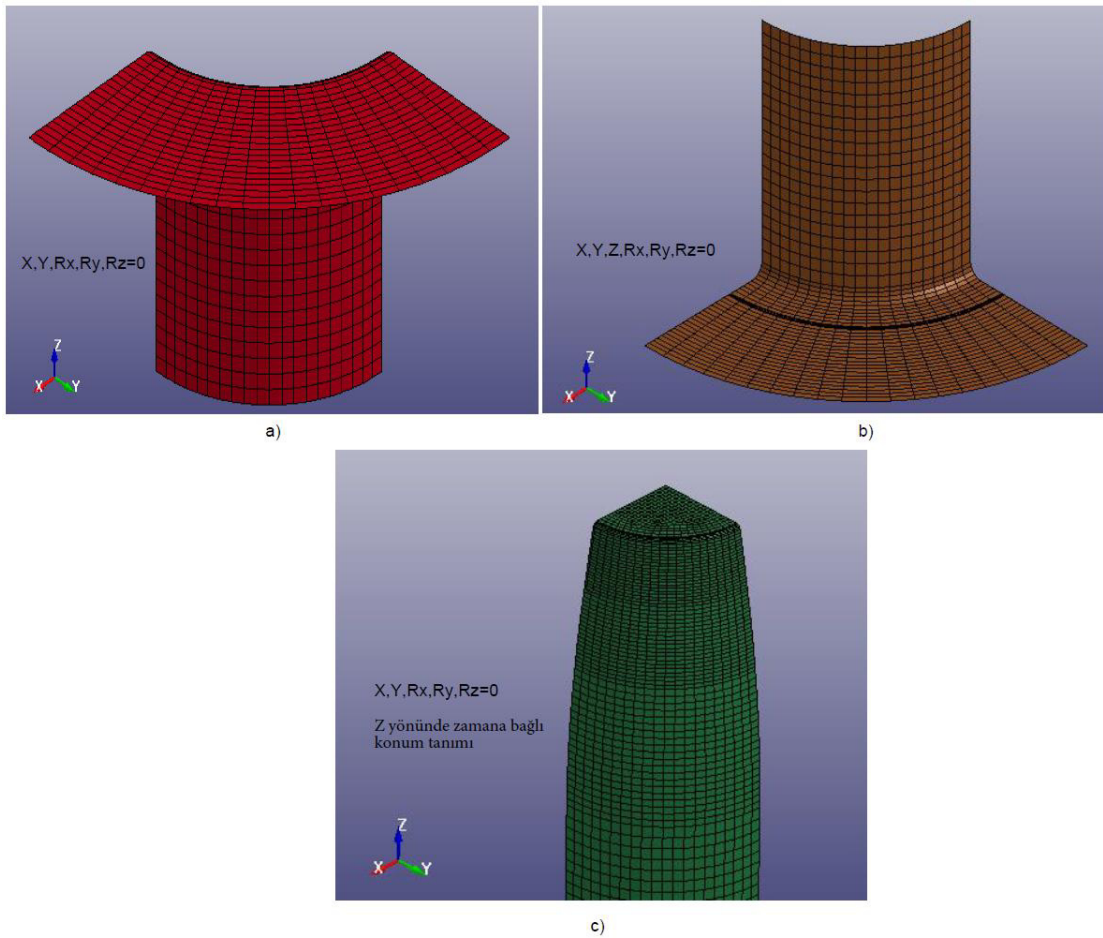 X,Y,Rx,Ry,Rz=0
Z
X
Y
a)
X,Y,Z,Rx,Ry,Rz=0
Z
X
Y
b)
X,Y,Rx,Ry,Rz=0
Z yönünde zamana bağlı
konum tanımı
Z
X
Y
c)